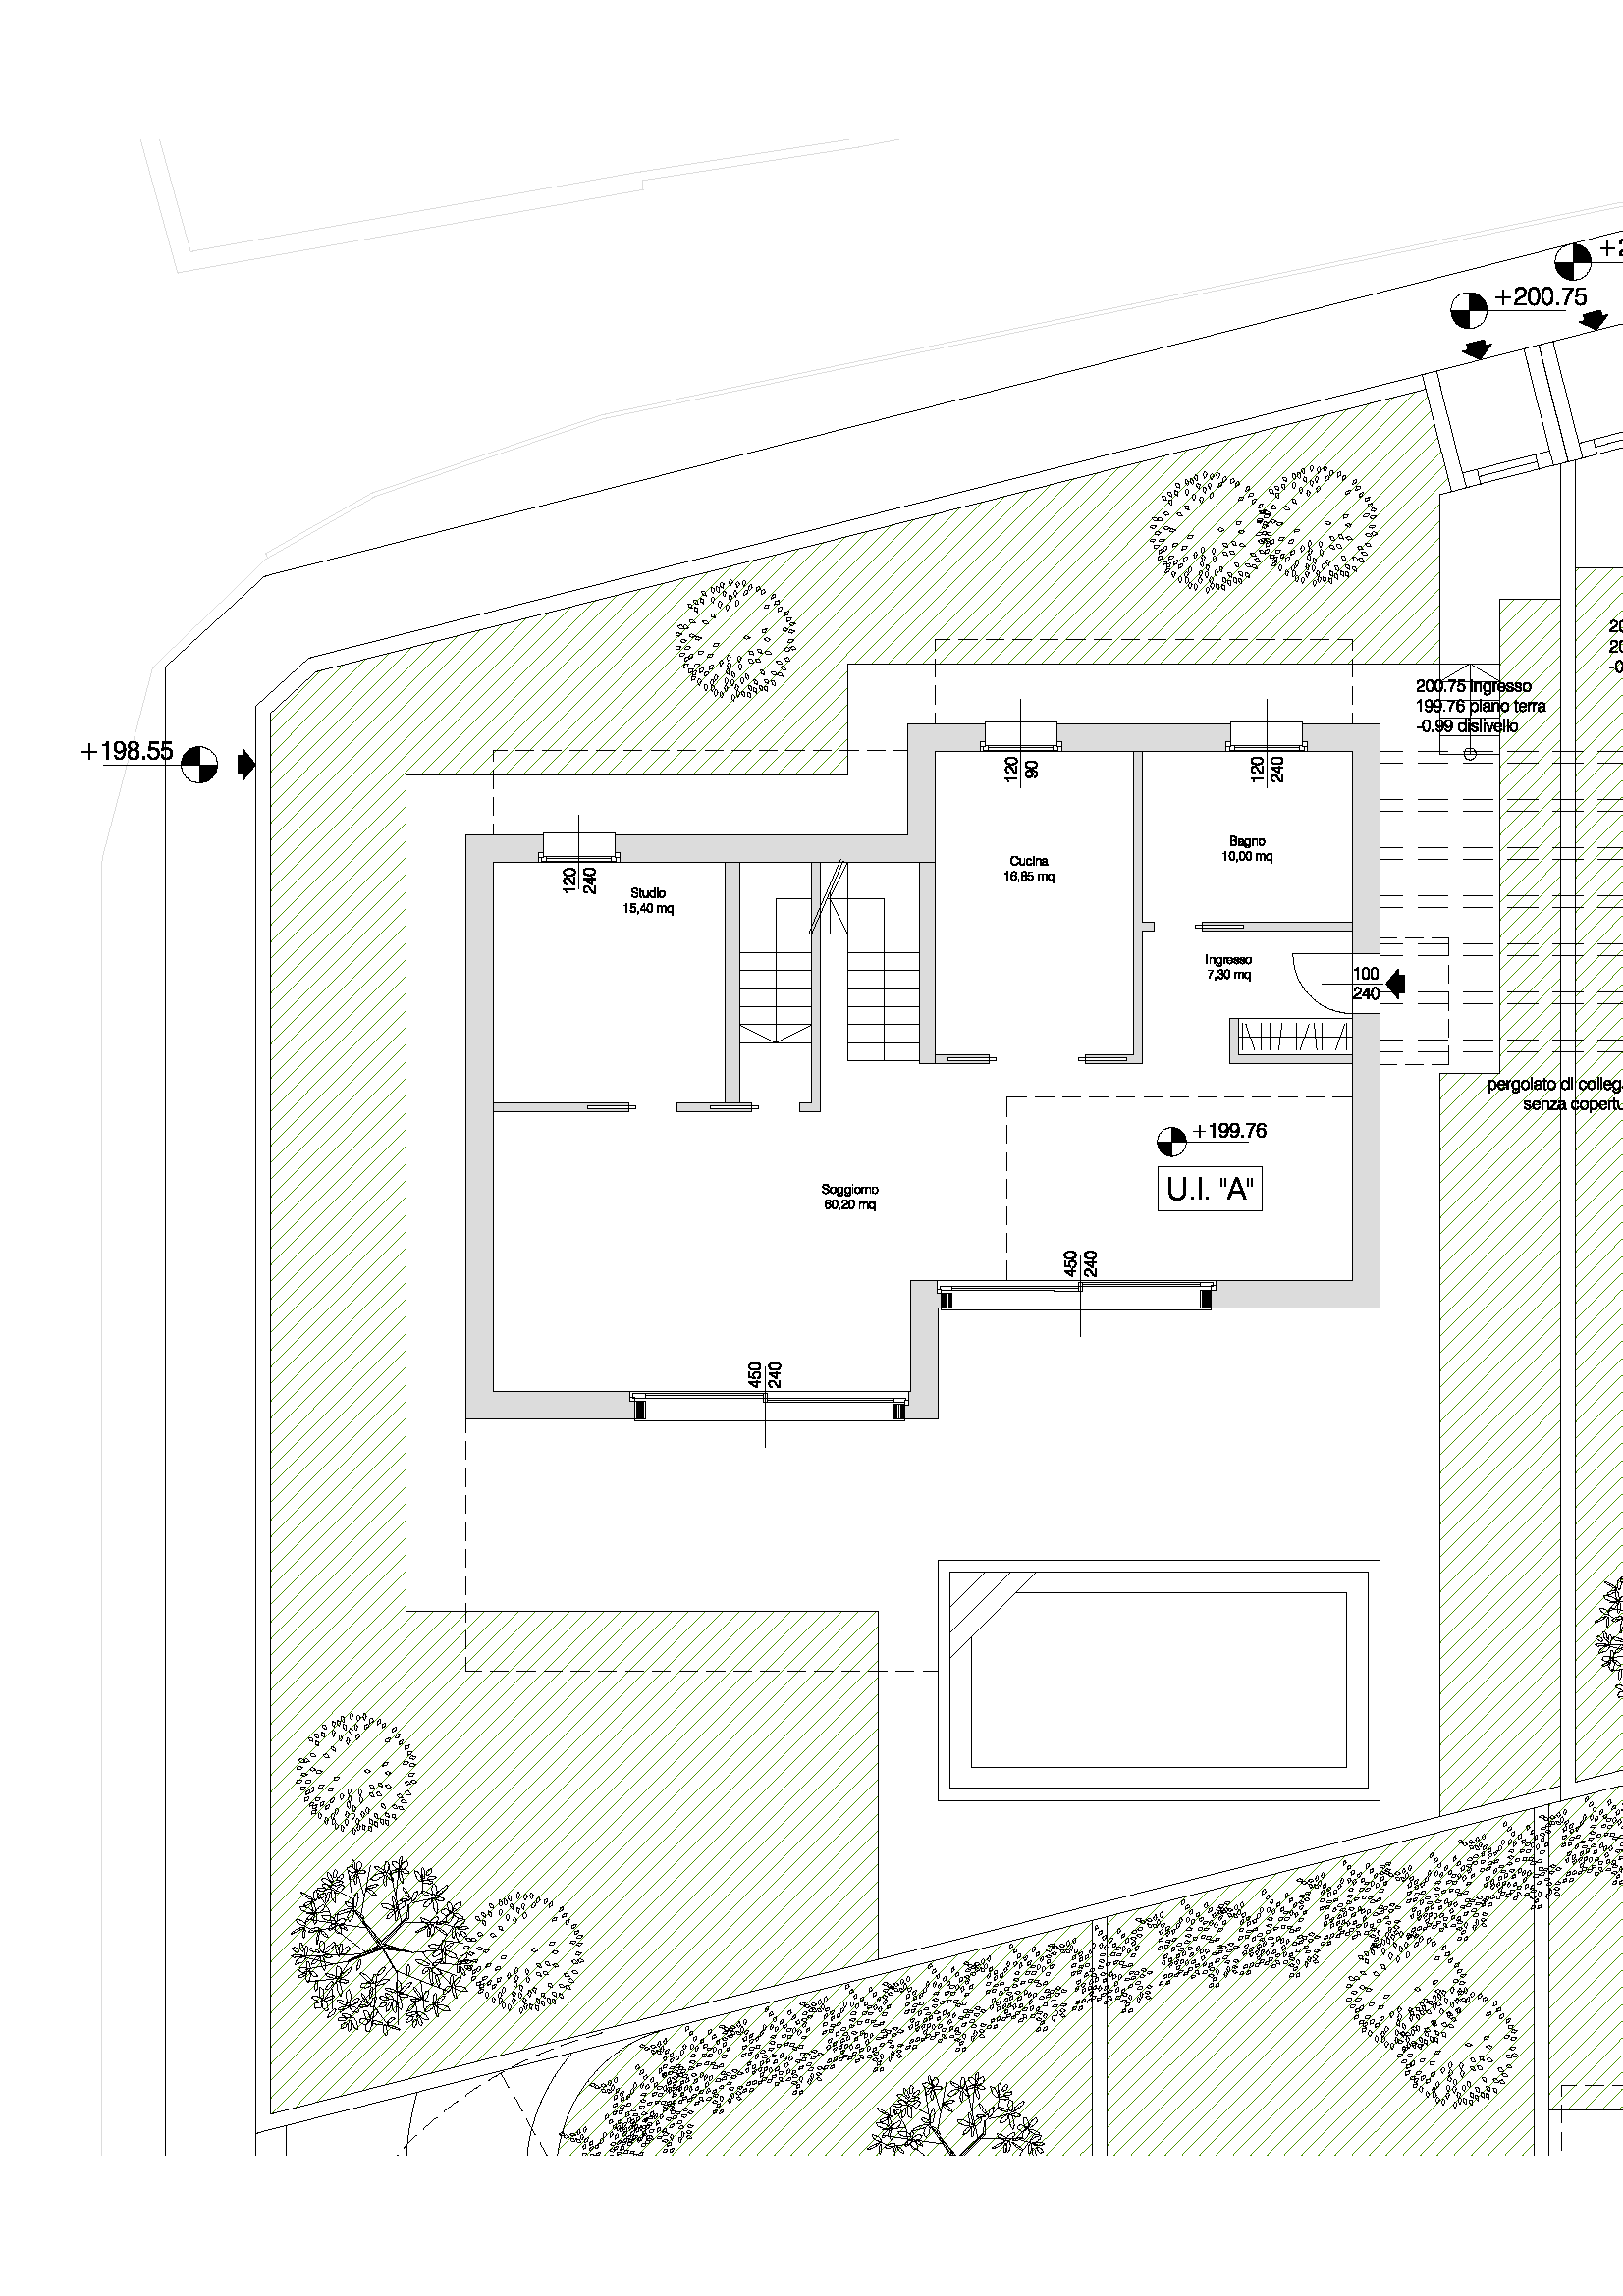 +200.75
200.75 ingresso
199.76 piano terra
-0.99 dislivello
+198.55
120
90
120
240
120
240
Studio
15,40 mq
Cucina
16,85 mq
Bagno
10,00 mq
Ingresso
7,30 mq
100
240
pergolato di
senza
+199.76
U.I. "A"
Soggiorno
60,20 mq
450
240
450
240